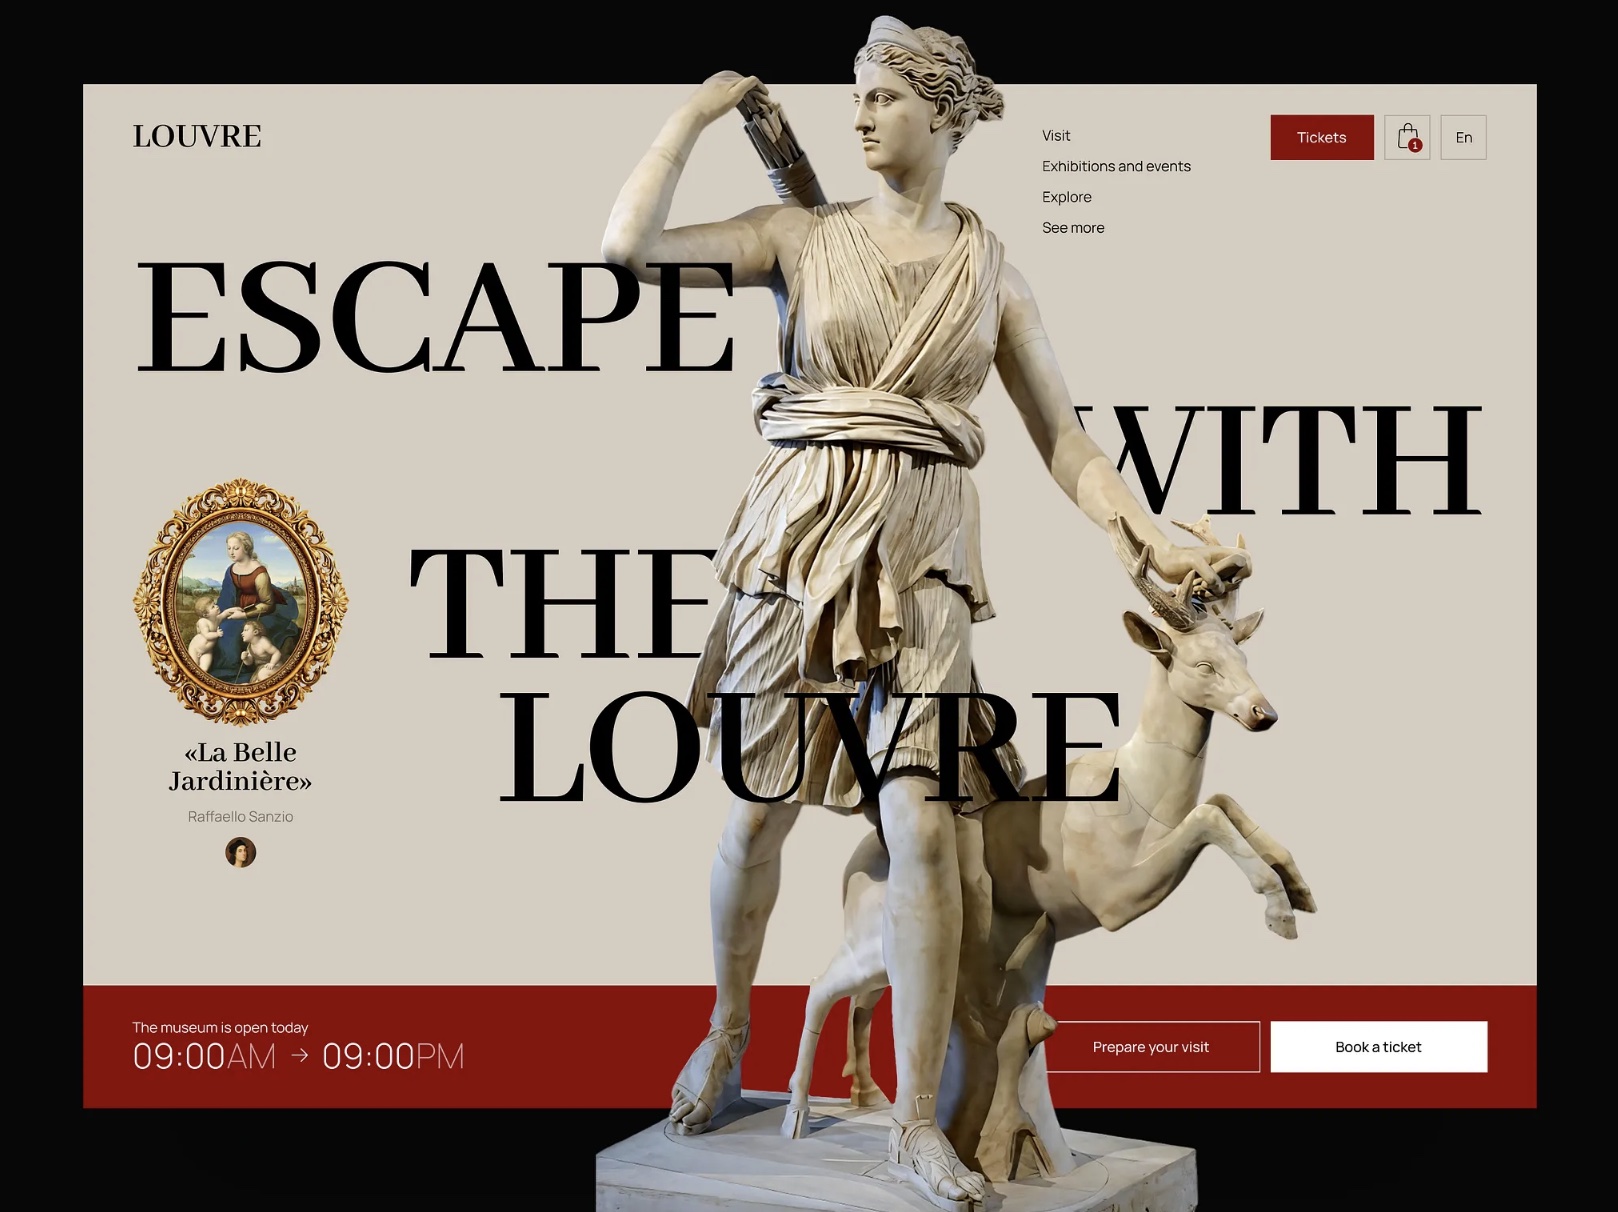 LOUVRE
Visit
Exhibitions and events
Explore
See more
Tickets
1
En
ESCAPE
WITH
THE
LOUVRE
«La Belle
Jardinière»
Raffaello Sanzio
The museum is open today
09:00AM → 09:00PM
Prepare your visit
Book a ticket